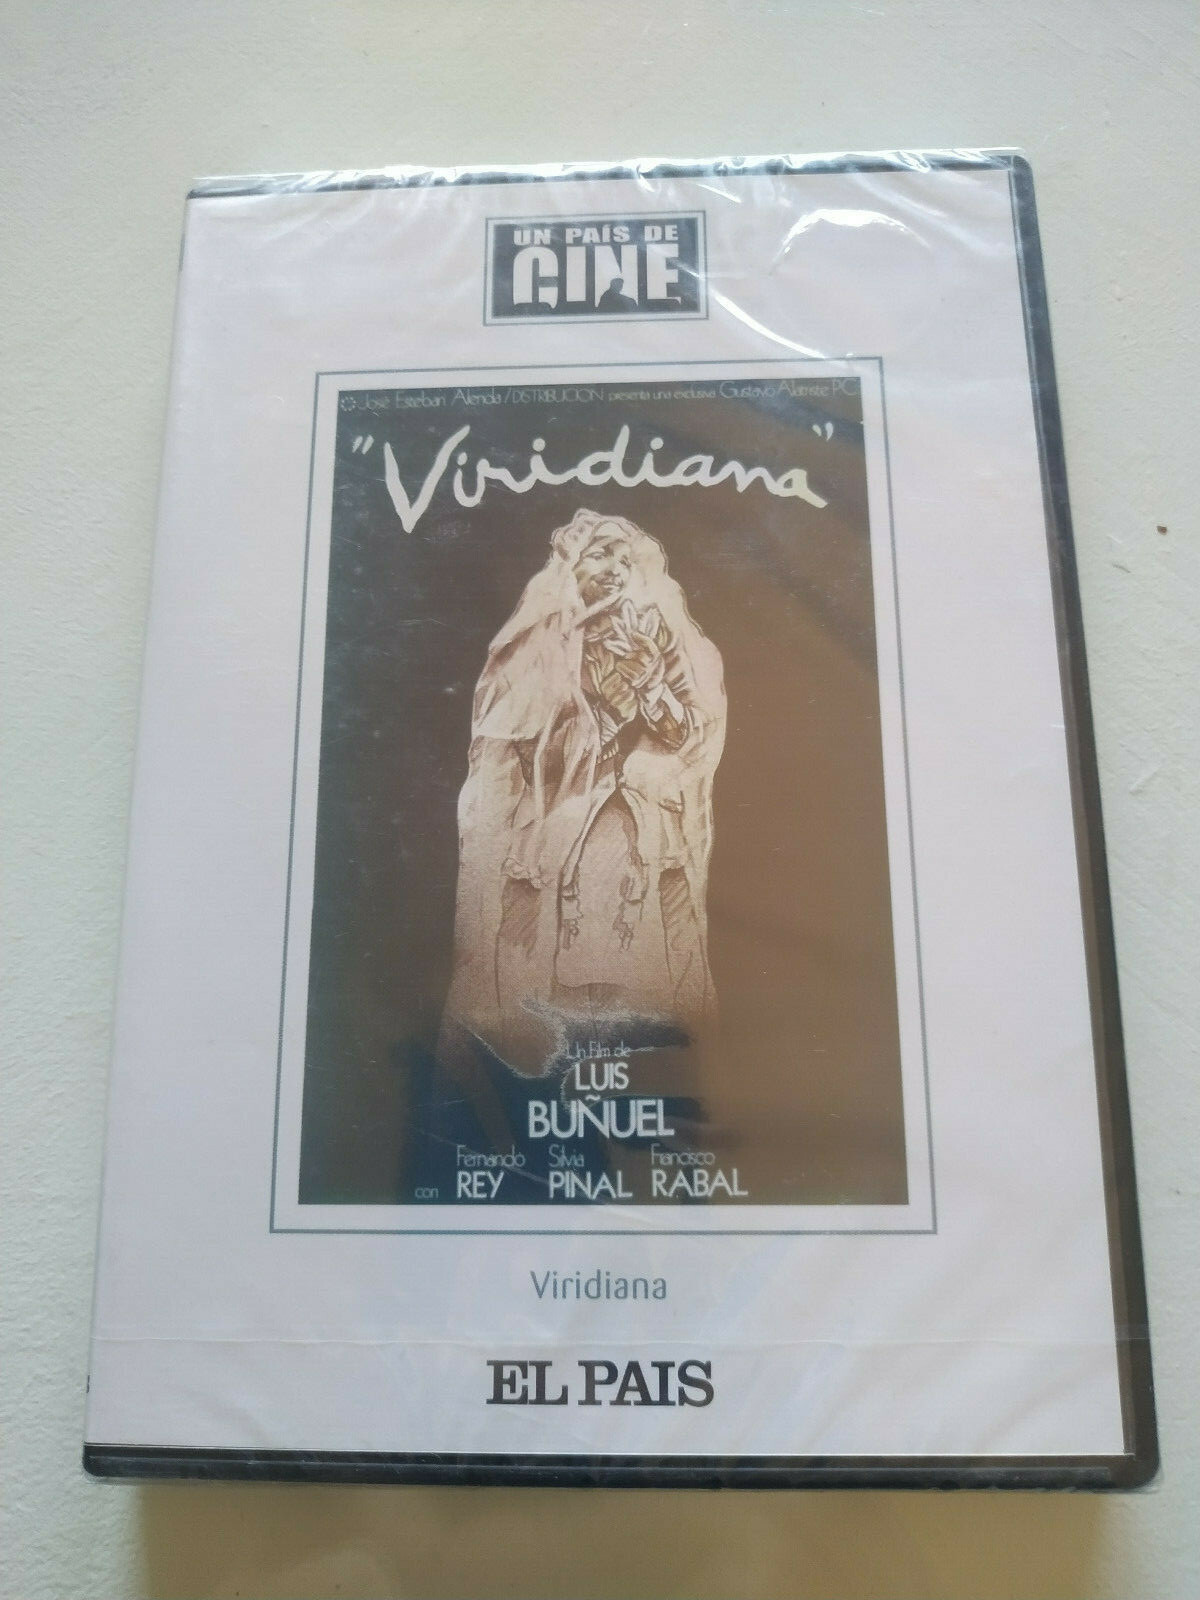 UN PAÍS DE
CINE
José Esteban Alenda / DISTRIBUCION presenta una exclusiva Gustavo Alatriste P.C.
"Viridiana"
Un Film de
LUIS
BUÑUEL
con Fernando REY Silvia PINAL Francisco RABAL
Viridiana
EL PAIS